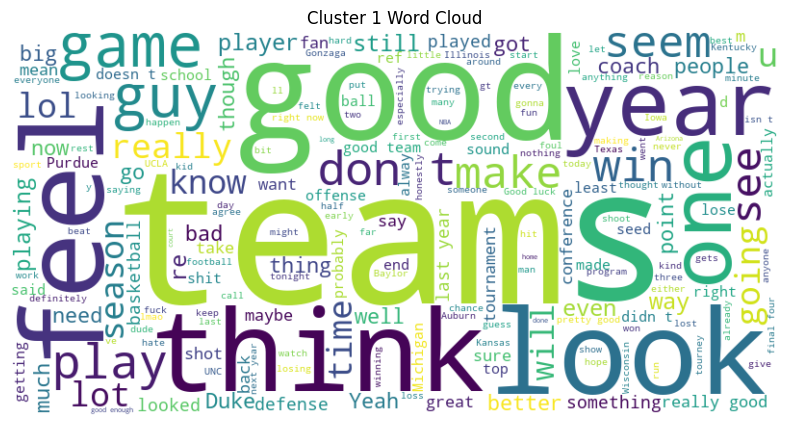 Cluster 1 Word Cloud
game
player
fan
still
played
got
seem
u
big
mean
doesn t
school
though
ref
Gonzaga
hard
little
Illinois
around
start
love
let
best
m
Kentucky
everyone
looking
lol
guy
good
coach
people
anything
reason
minute
year
now
rest
really
Purdue
UCLA
happen
sport
kid
right now
ll
felt
put
ball
two
bit
especially
trying
many
gt
every
gonna
fun
NBA
d
Iowa
isn t
making
Texas
went
Arizona
never
actually
long
good team
first
come
second
foul
nothing
today
sound
don t
make
win
one
see
feel
y
saying
go
know
want
alway
honestly
someone
Good luck
least
thought
without
playing
beat
work
said
season
basketball
day
agree
offense
half
early
say
team
s
conference
seed
shoot
made
point
lose
going
bad
re
take
might
probably
far
last year
hit
program
kind
gets
three
anyone
thing
end
tournament
home
man
football
shit
tonight
Baylor
call
even
way
either
right
need
definitely
fuck
lmao
keep
last
maybe
time
well
chance
Auburn
guess
pretty good
won
didn t
lost
already
final four
will
play
dude
ve
hate
shot
back
next year
watch
losing
winning
think
Michigan
Kansas
sure
top
look
done
court
show
hope
tourney
Wisconsin
run
give
getting
much
lot
good enough
looked
UNC
Duke
defense
Yeah
loss
great
better
something
really good